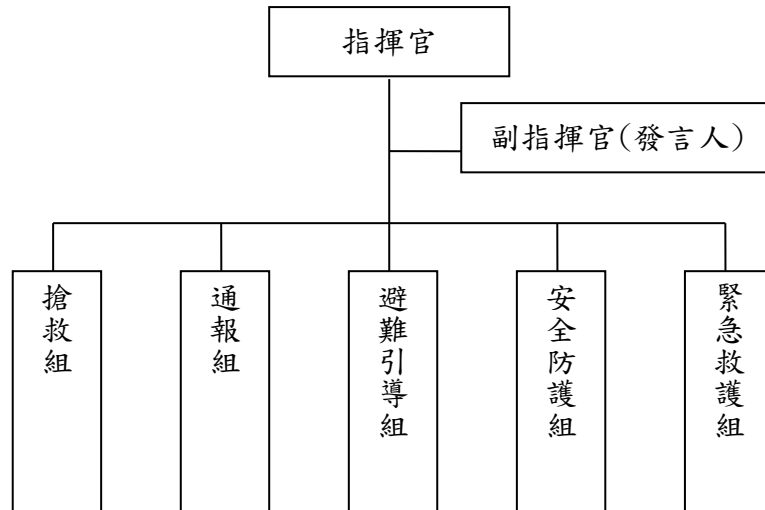 指揮官
副指揮官(發言人)
搶救組
通報組
避難引導組
安全防護組
緊急救護組